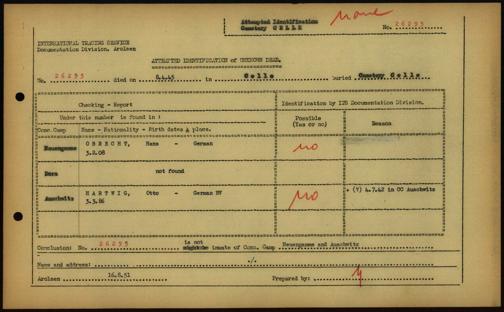 Attempted Identification
Cemetery CELLE
None
No. 26293
INTERNATIONAL TRACING SERVICE
Documentation Division. Arolsen
ATTEMPTED IDENTIFICATION of UNKNOWN DEAD.
No. 26293 died on 8.4.45 in Celle buried Cemetery Celle
Checking - Report
Identification by ITS Documentation Division.
Under this number is found in :
Possible
(Yes or no)
Reason
Conc.Camp Name - Nationality - Birth dates & place.
Neuengamme OBRECHT, Hans - German
3.2.08
no
Dora not found
Auschwitz HARTWIG, Otto - German BV
3.3.86
no
+ (V) 4.7.42 in CC Auschwitz
Conclusion: No. 26293 is not inmate of Conc. Camp Neuengamme and Auschwitz
Name and address: -/-
Arolsen 16.8.51 Prepared by: